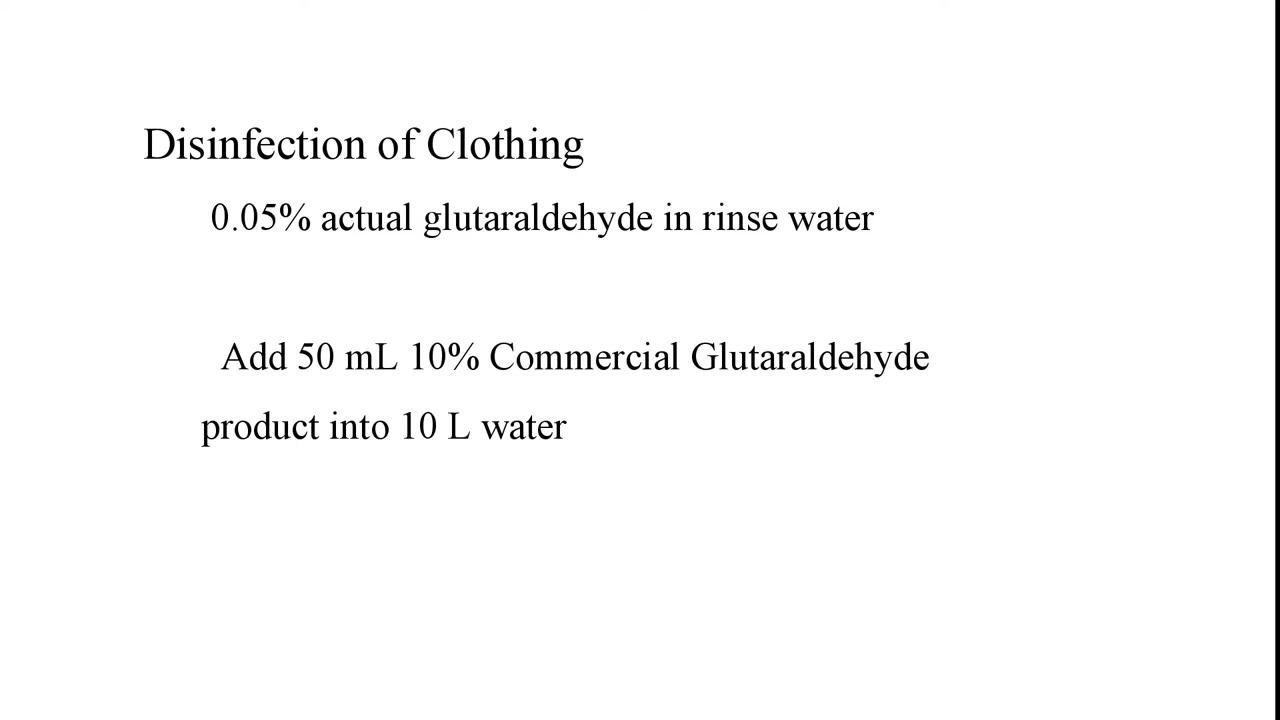 Disinfection of Clothing
0.05% actual glutaraldehyde in rinse water
Add 50 mL 10% Commercial Glutaraldehyde
product into 10 L water